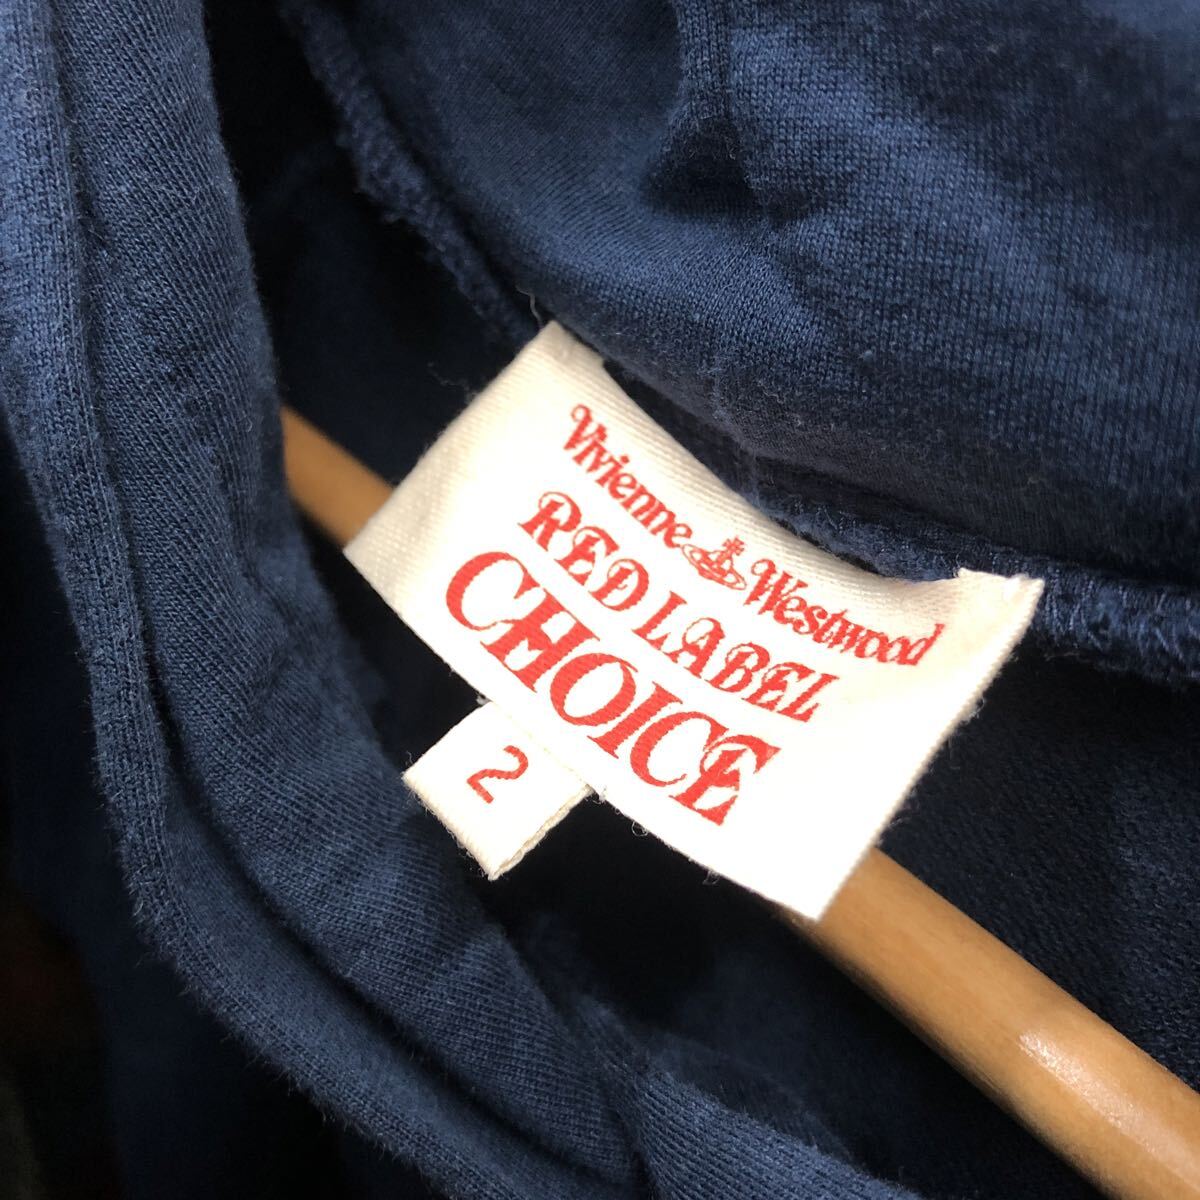 Vivienne Westwood
RED LABEL
CHOICE
2